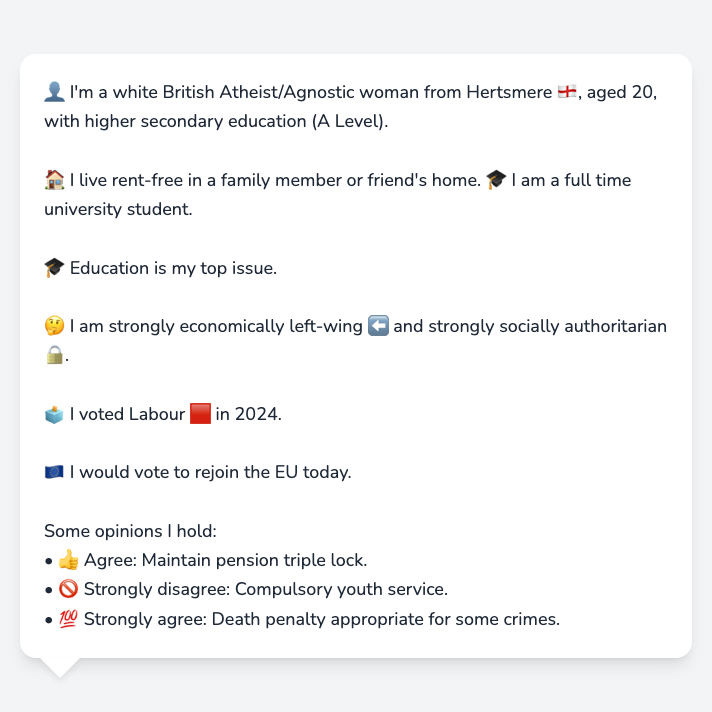 👤 I'm a white British Atheist/Agnostic woman from Hertsmere 🏴󠁧󠁢󠁥󠁮󠁧󠁿, aged 20,
with higher secondary education (A Level).
🏠 I live rent-free in a family member or friend's home. 🎓 I am a full time
university student.
🎓 Education is my top issue.
🤔 I am strongly economically left-wing ⬅️ and strongly socially authoritarian
🔒.
🗳️ I voted Labour 🟥 in 2024.
🇪🇺 I would vote to rejoin the EU today.
Some opinions I hold:
• 👍 Agree: Maintain pension triple lock.
• 🚫 Strongly disagree: Compulsory youth service.
• 💯 Strongly agree: Death penalty appropriate for some crimes.